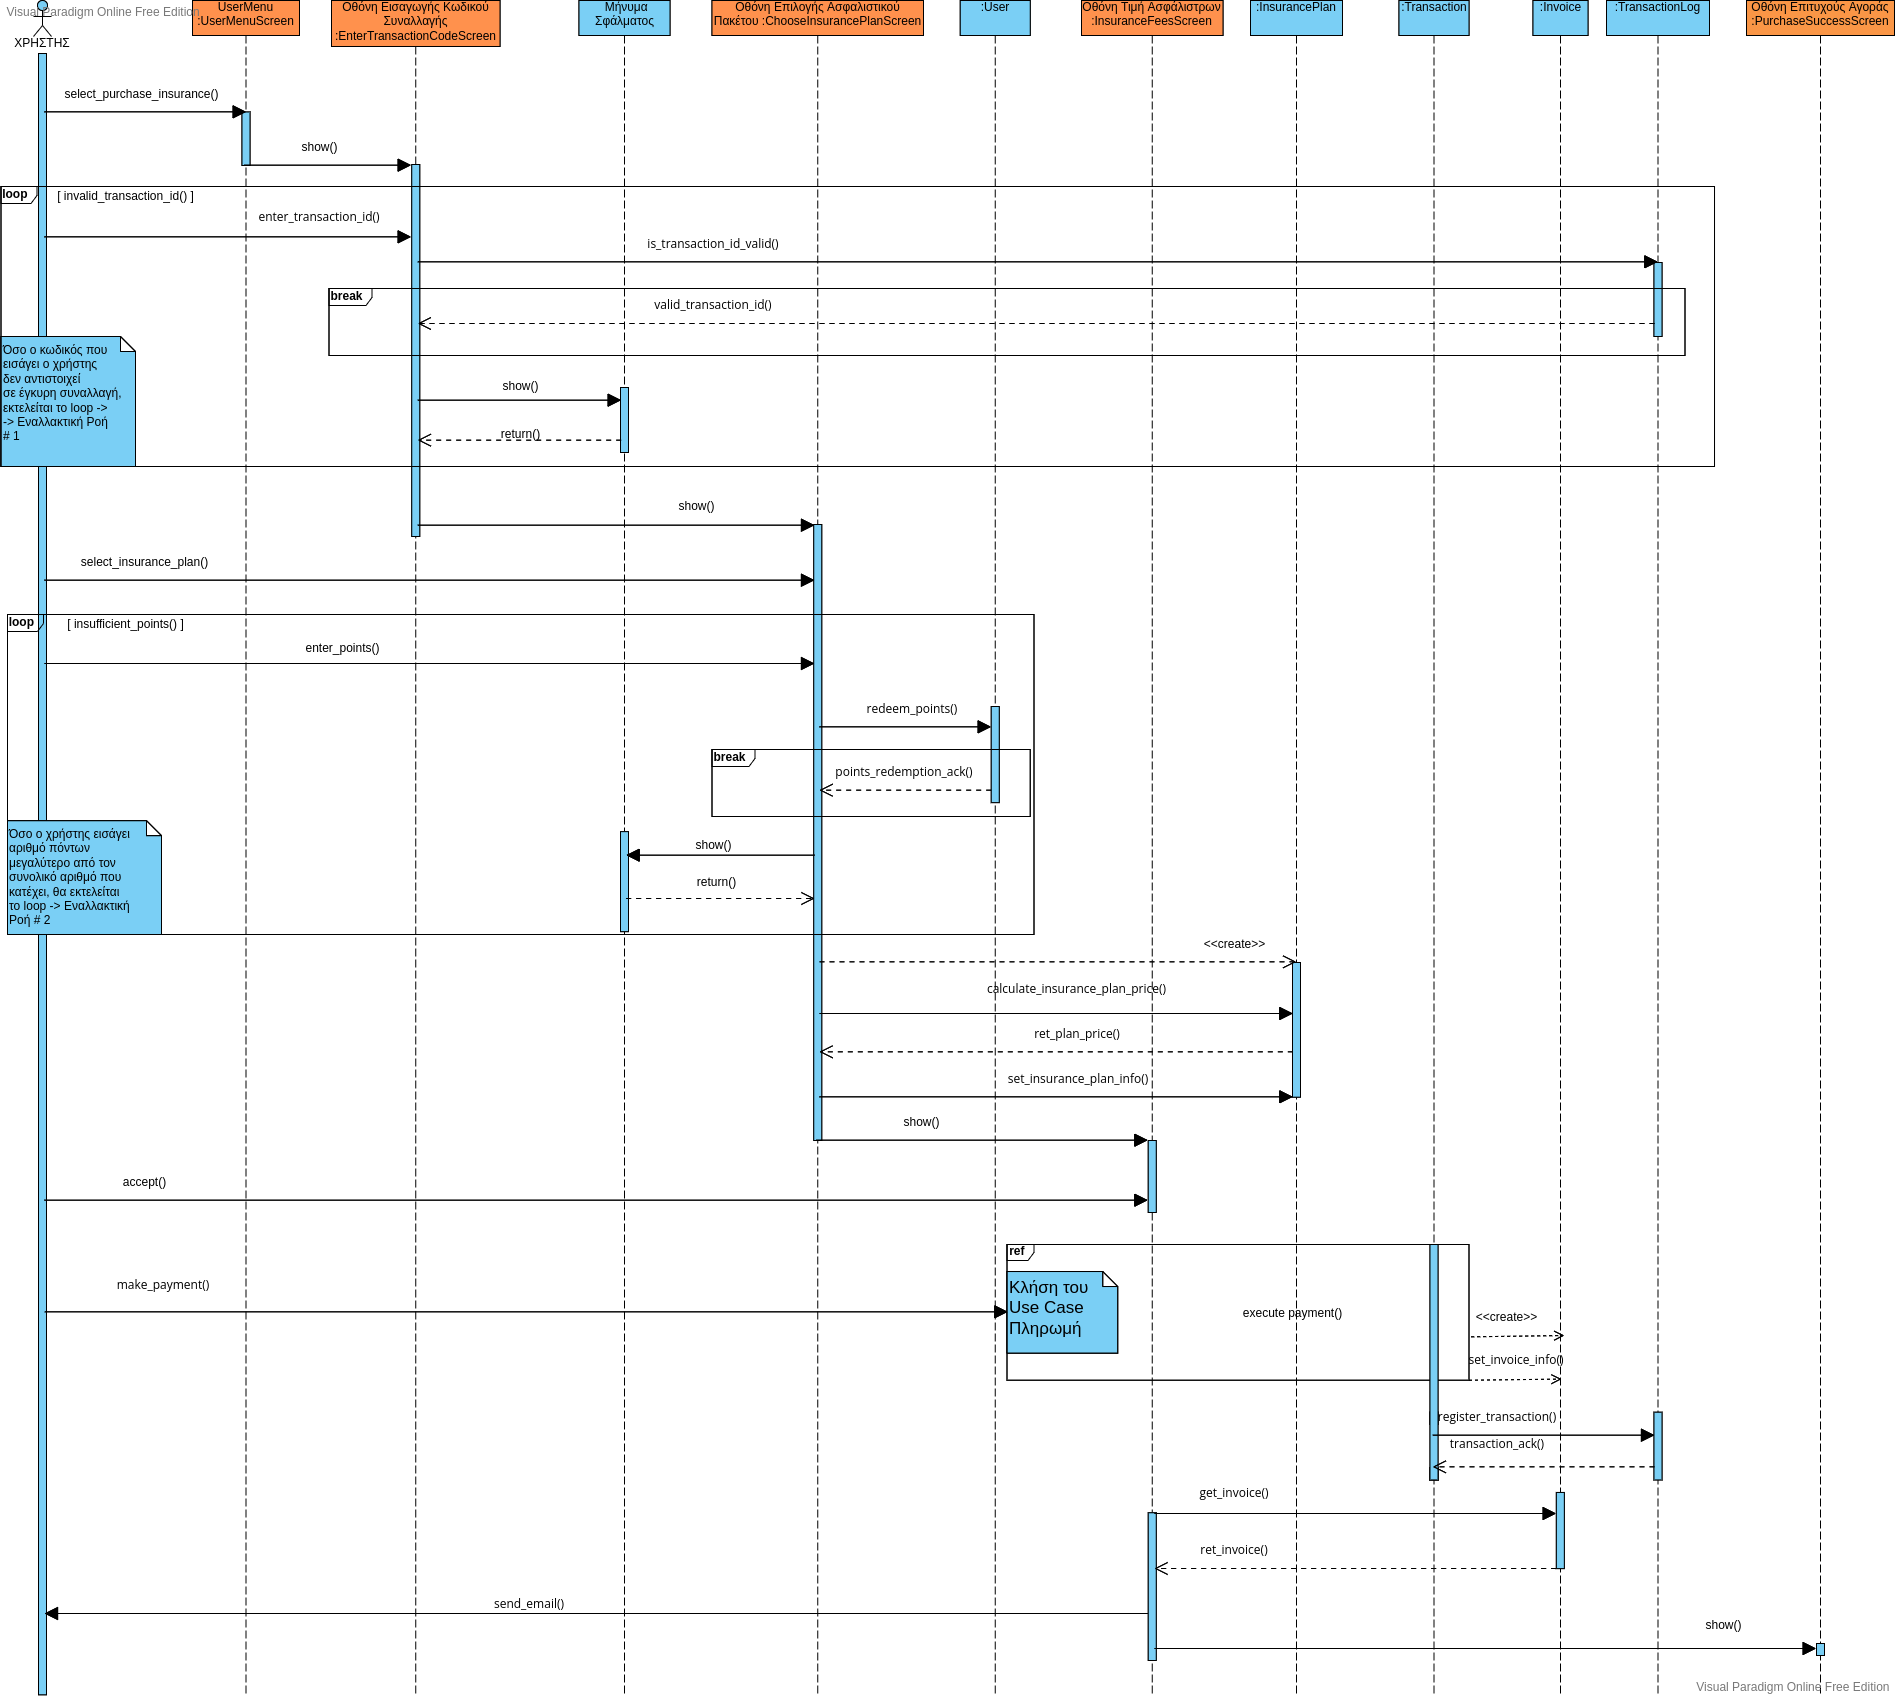 Visual Paradigm Online Free Edition
ΧΡΗΣΤΗΣ
UserMenu
:UserMenuScreen
Οθόνη Εισαγωγής Κωδικού
Συναλλαγής
:EnterTransactionCodeScreen
Μήνυμα
Σφάλματος
Οθόνη Επιλογής Ασφαλιστικού
Πακέτου :ChooseInsurancePlanScreen
:User
Οθόνη Τιμή Ασφάλιστρων
:InsuranceFeesScreen
:InsurancePlan
:Transaction
:Invoice
:TransactionLog
Οθόνη Επιτυχούς Αγοράς
:PurchaseSuccessScreen
select_purchase_insurance()
show()
loop
[ invalid_transaction_id() ]
enter_transaction_id()
is_transaction_id_valid()
break
valid_transaction_id()
Όσο ο κωδικός που
εισάγει ο χρήστης
δεν αντιστοιχεί
σε έγκυρη συναλλαγή,
εκτελείται το loop ->
-> Εναλλακτική Ροή
# 1
show()
return()
show()
select_insurance_plan()
loop
[ insufficient_points() ]
enter_points()
redeem_points()
break
points_redemption_ack()
Όσο ο χρήστης εισάγει
αριθμό πόντων
μεγαλύτερο από τον
συνολικό αριθμό που
κατέχει, θα εκτελείται
το loop -> Εναλλακτική
Ροή # 2
show()
return()
<<create>>
calculate_insurance_plan_price()
ret_plan_price()
set_insurance_plan_info()
show()
accept()
ref
make_payment()
Κλήση του
Use Case
Πληρωμή
execute payment()
<<create>>
set_invoice_info()
register_transaction()
transaction_ack()
get_invoice()
ret_invoice()
send_email()
show()
Visual Paradigm Online Free Edition